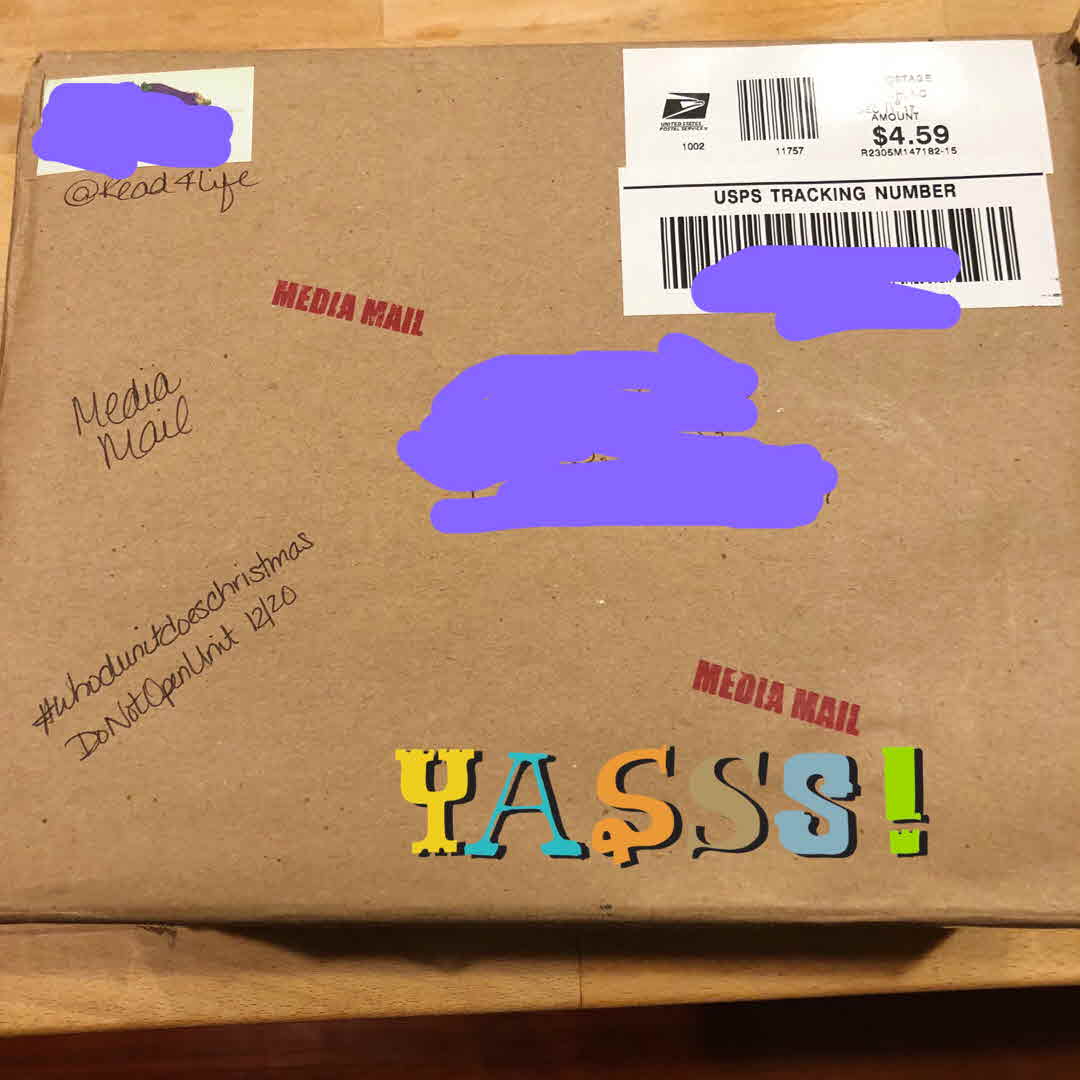 @Read4Life
UNITED STATES
POSTAL SERVICE®
1002
11757
AMOUNT
$4.59
R2305M147182-15
USPS TRACKING NUMBER
MEDIA MAIL
Media
Mail
#whodunitdoeschristmas
DoNotOpenUnit 12/20
MEDIA MAIL
YASSS!